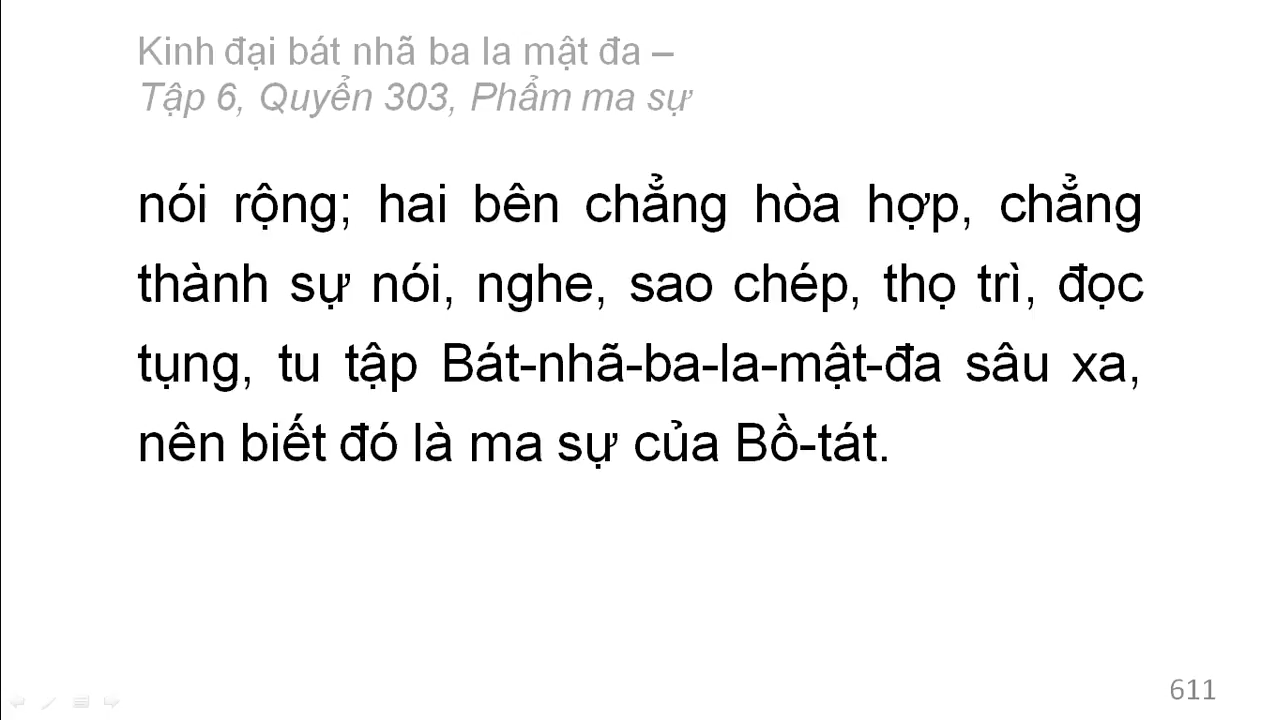 Kinh đại bát nhã ba la mật đa –
Tập 6, Quyển 303, Phẩm ma sự
nói rộng; hai bên chẳng hòa hợp, chẳng
thành sự nói, nghe, sao chép, thọ trì, đọc
tụng, tu tập Bát-nhã-ba-la-mật-đa sâu xa,
nên biết đó là ma sự của Bồ-tát.
611